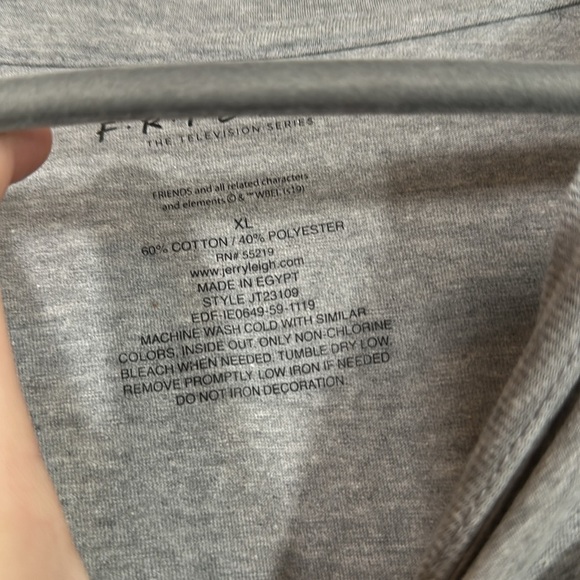 F·R·I
THE TELEVISION SERIES
FRIENDS and all related characters
and elements © & ™ WBEI. (s19)
XL
60% COTTON / 40% POLYESTER
RN# 55219
www.jerryleigh.com
MADE IN EGYPT
STYLE JT23109
EDF-IE0649-59-1119
MACHINE WASH COLD WITH SIMILAR
COLORS, INSIDE OUT. ONLY NON-CHLORINE
BLEACH WHEN NEEDED. TUMBLE DRY LOW.
REMOVE PROMPTLY. LOW IRON IF NEEDED.
DO NOT IRON DECORATION.